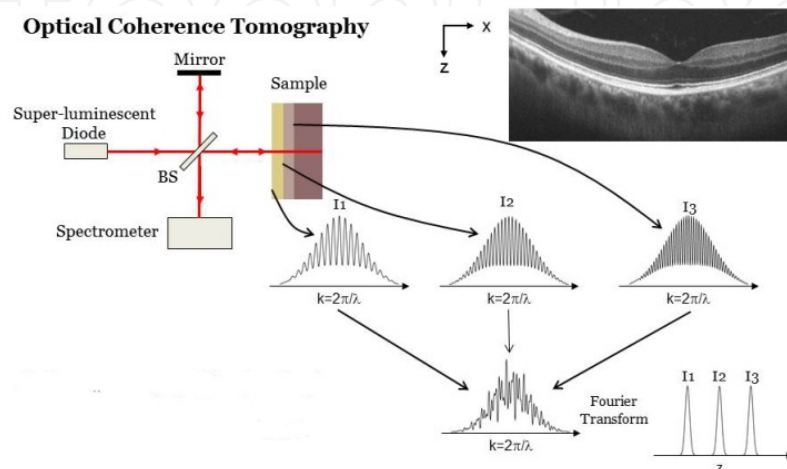 Optical Coherence Tomography
X
Z
Mirror
Sample
Super-luminescent
Diode
BS
Spectrometer
I1
I2
I3
k=2π/λ
k=2π/λ
k=2π/λ
Fourier
Transform
k=2π/λ
I1
I2
I3
z